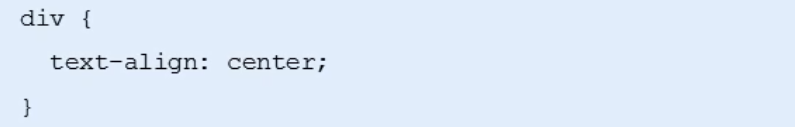 div {
  text-align: center;
}